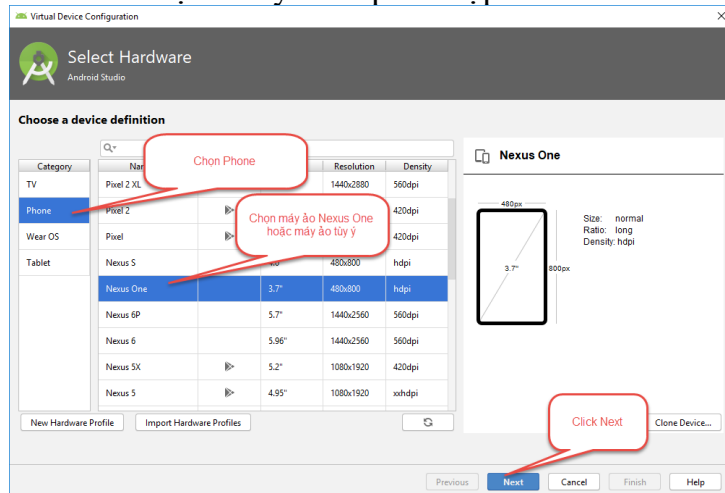 Virtual Device Configuration
Select Hardware
Android Studio
Choose a device definition
Category
Resolution
Density
TV
Phone
Wear OS
Tablet
Pixel 2 XL
1440x2880
560dpi
Pixel 2
420dpi
Pixel
420dpi
Nexus S
480x800
hdpi
Nexus One
3.7"
480x800
hdpi
Nexus 6P
5.7"
1440x2560
560dpi
Nexus 6
5.96"
1440x2560
560dpi
Nexus 5X
5.2"
1080x1920
420dpi
Nexus 5
4.95"
1080x1920
xxhdpi
Chọn Phone
Chọn máy ảo Nexus One
hoặc máy ảo tùy ý
New Hardware Profile
Import Hardware Profiles
Nexus One
480px
3.7"
800px
Size: normal
Ratio: long
Density: hdpi
Click Next
Clone Device...
Previous
Next
Cancel
Finish
Help